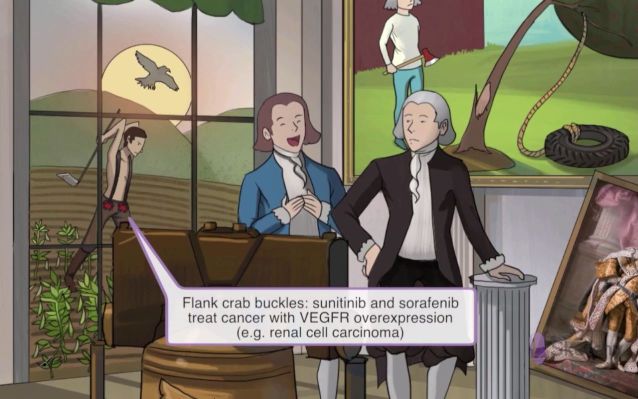 Flank crab buckles: sunitinib and sorafenib
treat cancer with VEGFR overexpression
(e.g. renal cell carcinoma)